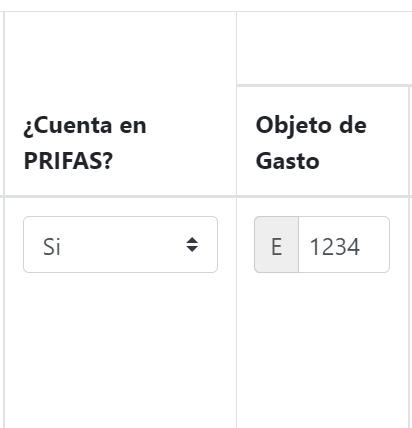 ¿Cuenta en
PRIFAS?
Objeto de
Gasto
Si
E 1234